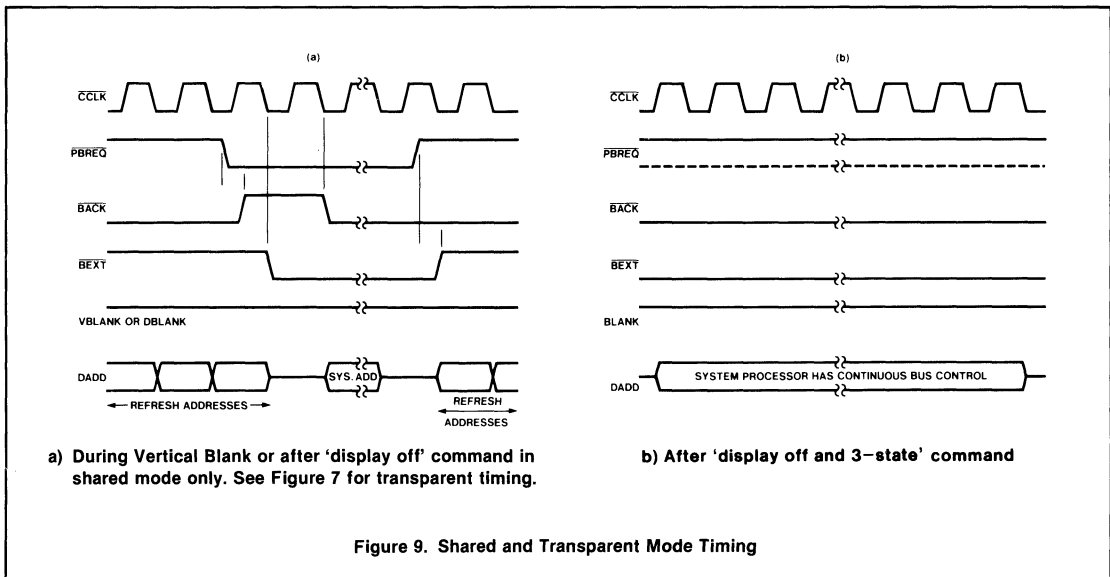 (a)
CCLK
PBREQ
BACK
BEXT
VBLANK OR DBLANK
DADD
SYS. ADD
REFRESH ADDRESSES
REFRESH
ADDRESSES
a) During Vertical Blank or after ‘display off’ command in
shared mode only. See Figure 7 for transparent timing.
(b)
CCLK
PBREQ
BACK
BEXT
BLANK
DADD
SYSTEM PROCESSOR HAS CONTINUOUS BUS CONTROL
b) After ‘display off and 3-state’ command
Figure 9. Shared and Transparent Mode Timing